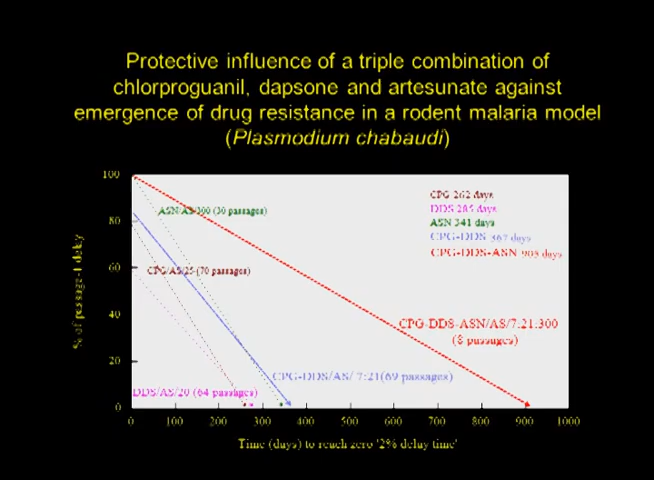 Protective influence of a triple combination of
chlorproguanil, dapsone and artesunate against
emergence of drug resistance in a rodent malaria model
(Plasmodium chabaudi)
100
80
60
40
20
0
% of passage-1 delay
ASN/AS/300 (30 passages)
CPG/AS/25 (70 passages)
DDS/AS/20 (64 passages)
CPG 262 days
DDS 285 days
ASN 341 days
CPG-DDS 367 days
CPG-DDS-ASN 903 days
CPG-DDS-ASN/AS/7:21:300
(8 passages)
CPG-DDS/AS/ 7:21(69 passages)
0 100 200 300 400 500 600 700 800 900 1000
Time (days) to reach zero '2% delay time'